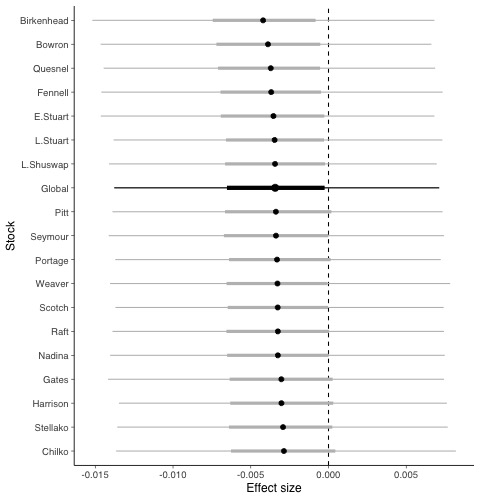 Birkenhead
Bowron
Quesnel
Fennell
E.Stuart
L.Stuart
L.Shuswap
Global
Pitt
Seymour
Portage
Weaver
Scotch
Raft
Nadina
Gates
Harrison
Stellako
Chilko
Stock
-0.015 -0.010 -0.005 0.000 0.005
Effect size